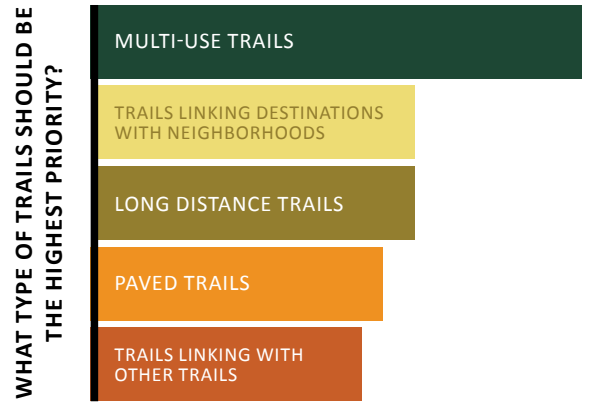 WHAT TYPE OF TRAILS SHOULD BE
THE HIGHEST PRIORITY?
MULTI-USE TRAILS
TRAILS LINKING DESTINATIONS
WITH NEIGHBORHOODS
LONG DISTANCE TRAILS
PAVED TRAILS
TRAILS LINKING WITH
OTHER TRAILS